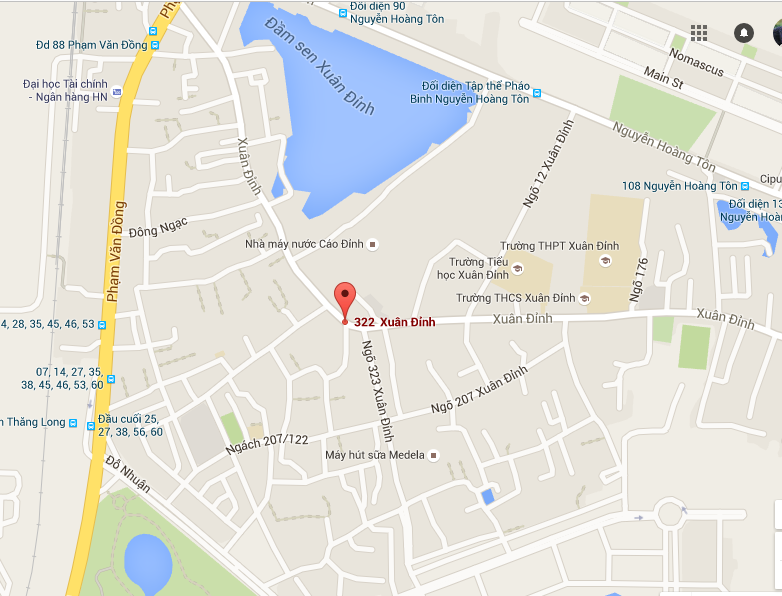 Đối diện 90
Nguyễn Hoàng Tôn
Đd 88 Phạm Văn Đồng
Đầm sen Xuân Đỉnh
Nomascus
Main St
Đại học Tài chính
- Ngân hàng HN
Đối diện Tập thể Pháo
Binh Nguyễn Hoàng Tôn
Nguyễn Hoàng Tôn
Xuân Đỉnh
Ngõ 12 Xuân Đỉnh
108 Nguyễn Hoàng Tôn
Phạm Văn Đồng
Đông Ngạc
Nhà máy nước Cáo Đỉnh
Trường THPT Xuân Đỉnh
Trường Tiểu
học Xuân Đỉnh
Trường THCS Xuân Đỉnh
Ngõ 176
322 Xuân Đỉnh
Xuân Đỉnh
Xuân Đỉnh
4, 28, 35, 45, 46, 53
Ngõ 323 Xuân Đỉnh
07, 14, 27, 35,
38, 45, 46, 53, 60
Ngõ 207 Xuân Đỉnh
Thăng Long
Đầu cuối 25,
27, 38, 56, 60
Ngách 207/122
Máy hút sữa Medela
Đỗ Nhuận